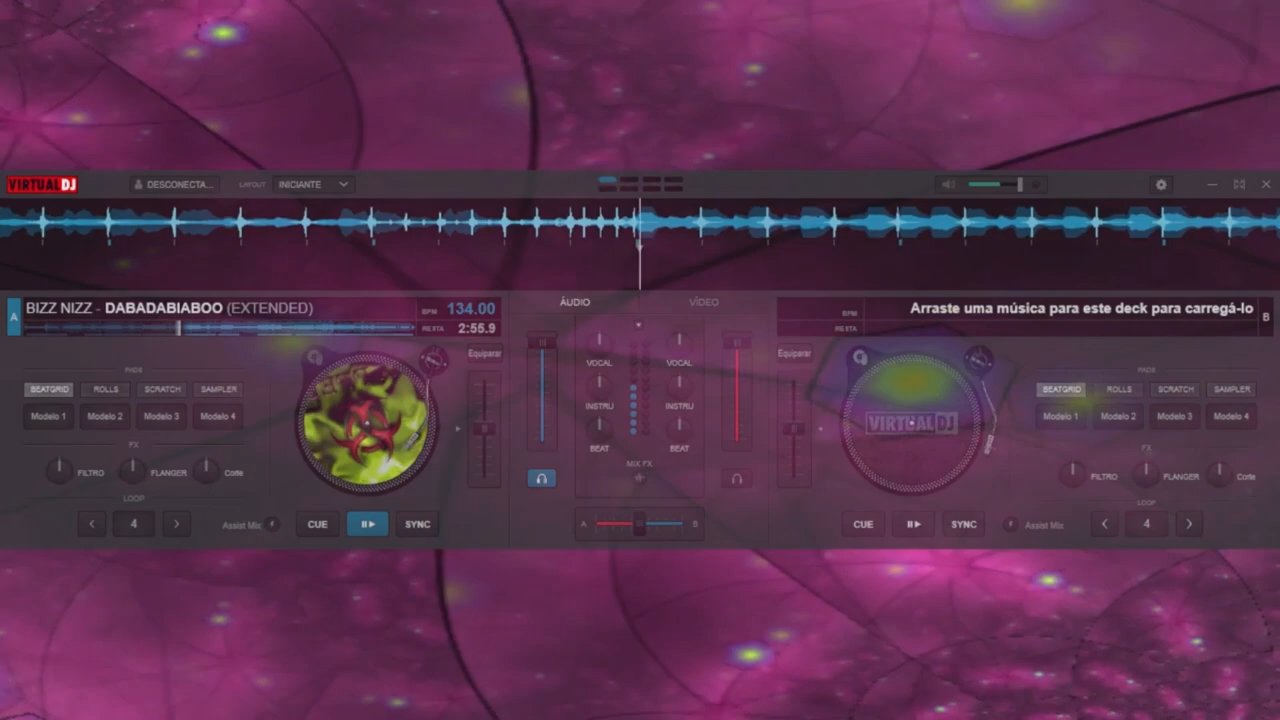 VIRTUAL DJ
DESCONECTA...
LAYOUT
INICIANTE
A
BIZZ NIZZ - DABADABIABOO (EXTENDED)
BPM 134.00
RESTA 2:55.9
ÁUDIO
VÍDEO
BPM
RESTA
Arraste uma música para este deck para carregá-lo
B
PADS
BEATGRID ROLLS SCRATCH SAMPLER
Modelo 1 Modelo 2 Modelo 3 Modelo 4
FX
FILTRO FLANGER Corte
LOOP
4
Assist Mix
CUE
SYNC
Equiparar
VOCAL VOCAL
INSTRU INSTRU
BEAT BEAT
MIX FX
A B
Equiparar
VIRTUAL DJ
PADS
BEATGRID ROLLS SCRATCH SAMPLER
Modelo 1 Modelo 2 Modelo 3 Modelo 4
FX
FILTRO FLANGER Corte
LOOP
CUE
SYNC
Assist Mix
4